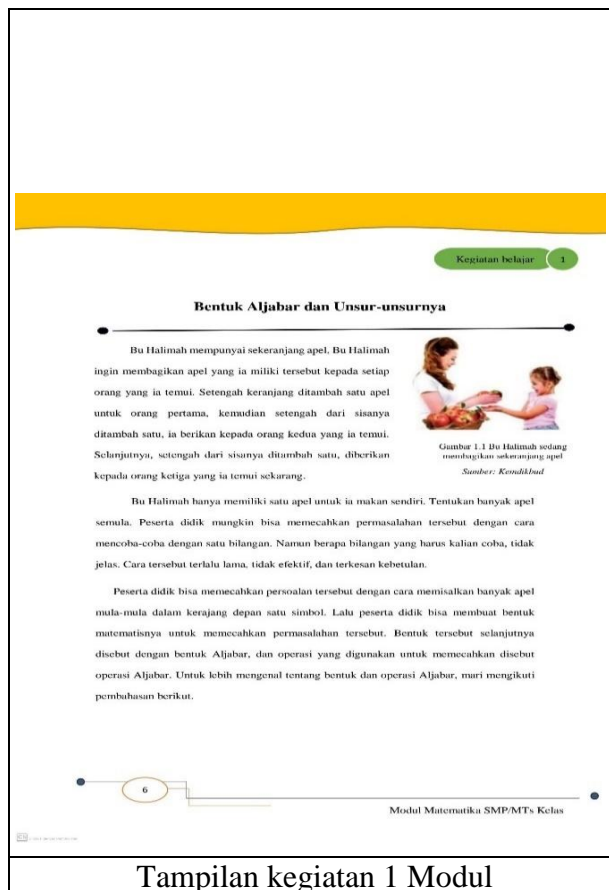 Kegiatan belajar 1
Bentuk Aljabar dan Unsur-unsurnya
Bu Halimah mempunyai sekeranjang apel, Bu Halimah
ingin membagikan apel yang ia miliki tersebut kepada setiap
orang yang ia temui. Setengah keranjang ditambah satu apel
untuk orang pertama, kemudian setengah dari sisanya
ditambah satu, ia berikan kepada orang kedua yang ia temui.
Selanjutnya, setengah dari sisanya ditambah satu, diberikan
kepada orang ketiga yang ia temui sekarang.
Gambar 1.1 Bu Halimah sedang
membagikan sekeranjang apel
Sumber: Kemdikbud
Bu Halimah hanya memiliki satu apel untuk ia makan sendiri. Tentukan banyak apel
semula. Peserta didik mungkin bisa memecahkan permasalahan tersebut dengan cara
mencoba-coba dengan satu bilangan. Namun berapa bilangan yang harus kalian coba, tidak
jelas. Cara tersebut terlalu lama, tidak efektif, dan terkesan kebetulan.
Peserta didik bisa memecahkan persoalan tersebut dengan cara memisalkan banyak apel
mula-mula dalam kerajang depan satu simbol. Lalu peserta didik bisa membuat bentuk
matematisnya untuk memecahkan permasalahan tersebut. Bentuk tersebut selanjutnya
disebut dengan bentuk Aljabar, dan operasi yang digunakan untuk memecahkan disebut
operasi Aljabar. Untuk lebih mengenal tentang bentuk dan operasi Aljabar, mari mengikuti
pembahasan berikut.
6
Modul Matematika SMP/MTs Kelas
Tampilan kegiatan 1 Modul